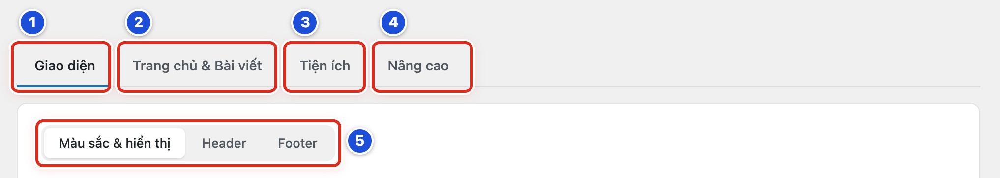 1 2 3 4
Giao diện Trang chủ & Bài viết Tiện ích Nâng cao
Màu sắc & hiển thị Header Footer 5